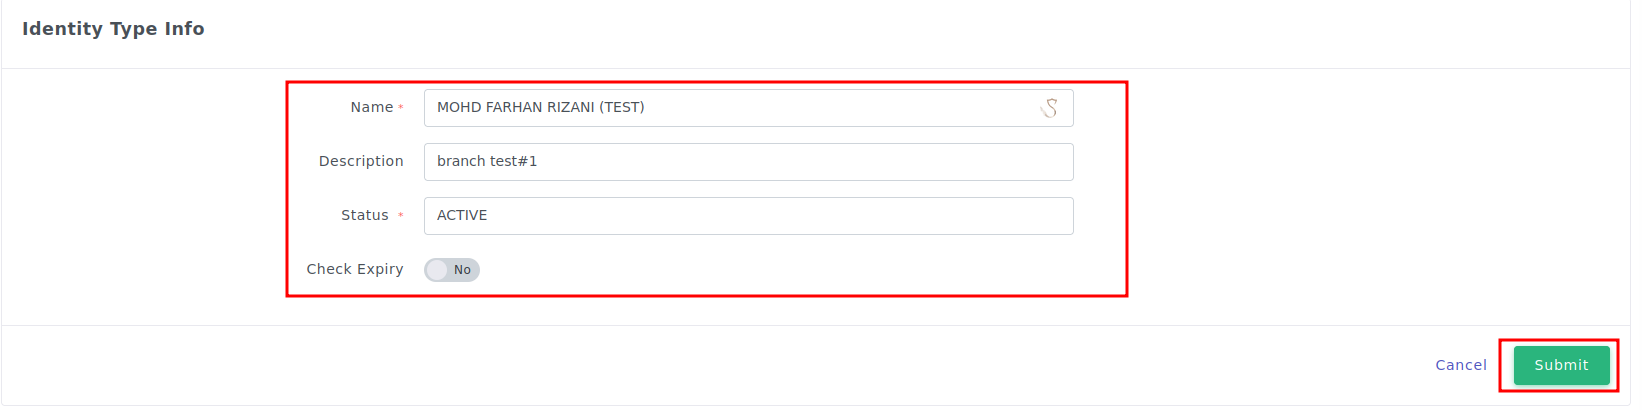 Identity Type Info
Name * MOHD FARHAN RIZANI (TEST)
Description branch test#1
Status * ACTIVE
Check Expiry No
Cancel Submit